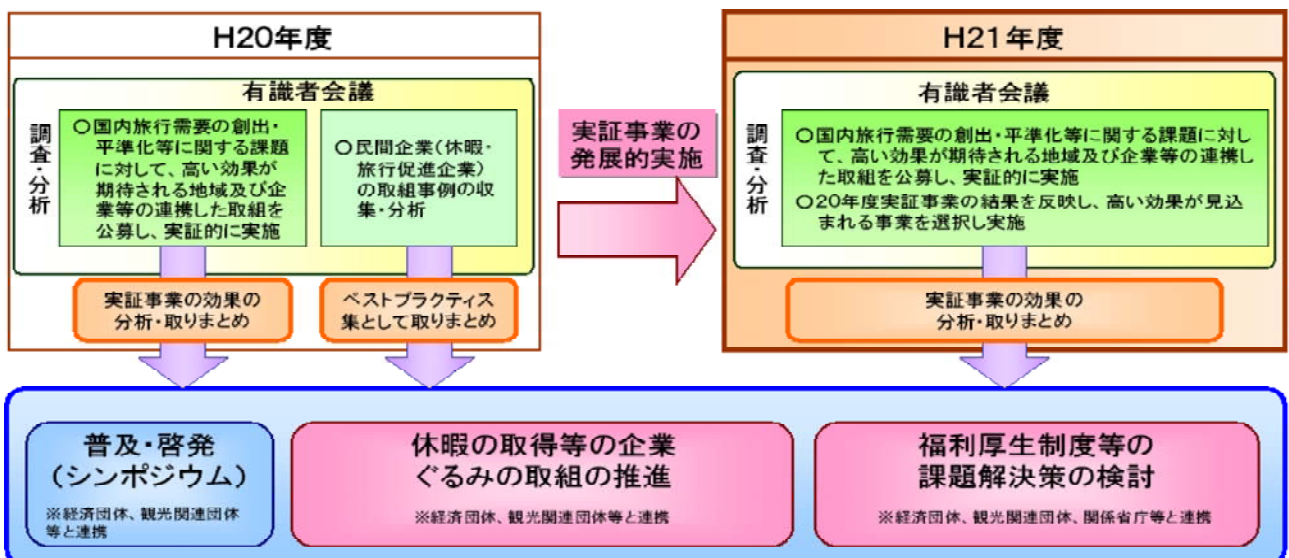 H20年度
有識者会議
調査・分析
○国内旅行需要の創出・
平準化等に関する課題
に対して、高い効果が
期待される地域及び企
業等の連携した取組を
公募し、実証的に実施
○民間企業(休暇・
旅行促進企業)
の取組事例の収
集・分析
実証事業の効果の
分析・取りまとめ
ベストプラクティス
集として取りまとめ
実証事業の
発展的実施
H21年度
有識者会議
調査・分析
○国内旅行需要の創出・平準化等に関する課題に対し
て、高い効果が期待される地域及び企業等の連携し
た取組を公募し、実証的に実施
○20年度実証事業の結果を反映し、高い効果が見込
まれる事業を選択し実施
実証事業の効果の
分析・取りまとめ
普及・啓発
(シンポジウム)
※経済団体、観光関連団体
等と連携
休暇の取得等の企業
ぐるみの取組の推進
※経済団体、観光関連団体等と連携
福利厚生制度等の
課題解決策の検討
※経済団体、観光関連団体、関係省庁等と連携